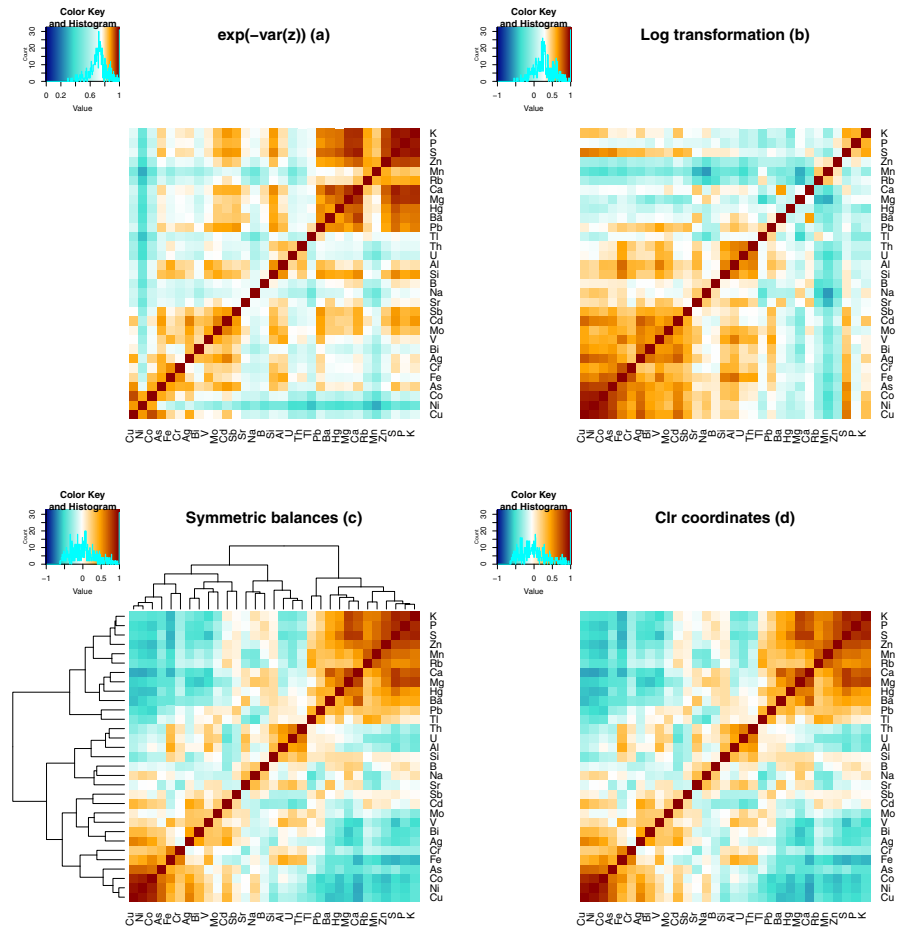 Color Key
and Histogram
Count
0 10 20 30
0 0.2 0.6 1
Value
exp(−var(z)) (a)
K
P
S
Zn
Mn
Rb
Ca
Mg
Hg
Ba
Pb
Tl
Th
U
Al
Si
B
Na
Sr
Sb
Cd
Mo
V
Bi
Ag
Cr
Fe
As
Co
Ni
Cu
Cu Ni Co As Fe Cr Ag Bi V Mo Cd Sb Sr Na B Si Al U Th Tl Pb Ba Hg Mg Ca Rb Mn Zn S P K
Color Key
and Histogram
Count
0 10 20 30
−1 0 0.5 1
Value
Log transformation (b)
K
P
S
Zn
Mn
Rb
Ca
Mg
Hg
Ba
Pb
Tl
Th
U
Al
Si
B
Na
Sr
Sb
Cd
Mo
V
Bi
Ag
Cr
Fe
As
Co
Ni
Cu
Cu Ni Co As Fe Cr Ag Bi V Mo Cd Sb Sr Na B Si Al U Th Tl Pb Ba Hg Mg Ca Rb Mn Zn S P K
Color Key
and Histogram
Count
0 10 20 30
−1 0 0.5 1
Value
Symmetric balances (c)
K
P
S
Zn
Mn
Rb
Ca
Mg
Hg
Ba
Pb
Tl
Th
U
Al
Si
B
Na
Sr
Sb
Cd
Mo
V
Bi
Ag
Cr
Fe
As
Co
Ni
Cu
Cu Ni Co As Fe Cr Ag Bi V Mo Cd Sb Sr Na B Si Al U Th Tl Pb Ba Hg Mg Ca Rb Mn Zn S P K
Color Key
and Histogram
Count
0 10 20 30
−1 0 0.5 1
Value
Clr coordinates (d)
K
P
S
Zn
Mn
Rb
Ca
Mg
Hg
Ba
Pb
Tl
Th
U
Al
Si
B
Na
Sr
Sb
Cd
Mo
V
Bi
Ag
Cr
Fe
As
Co
Ni
Cu
Cu Ni Co As Fe Cr Ag Bi V Mo Cd Sb Sr Na B Si Al U Th Tl Pb Ba Hg Mg Ca Rb Mn Zn S P K